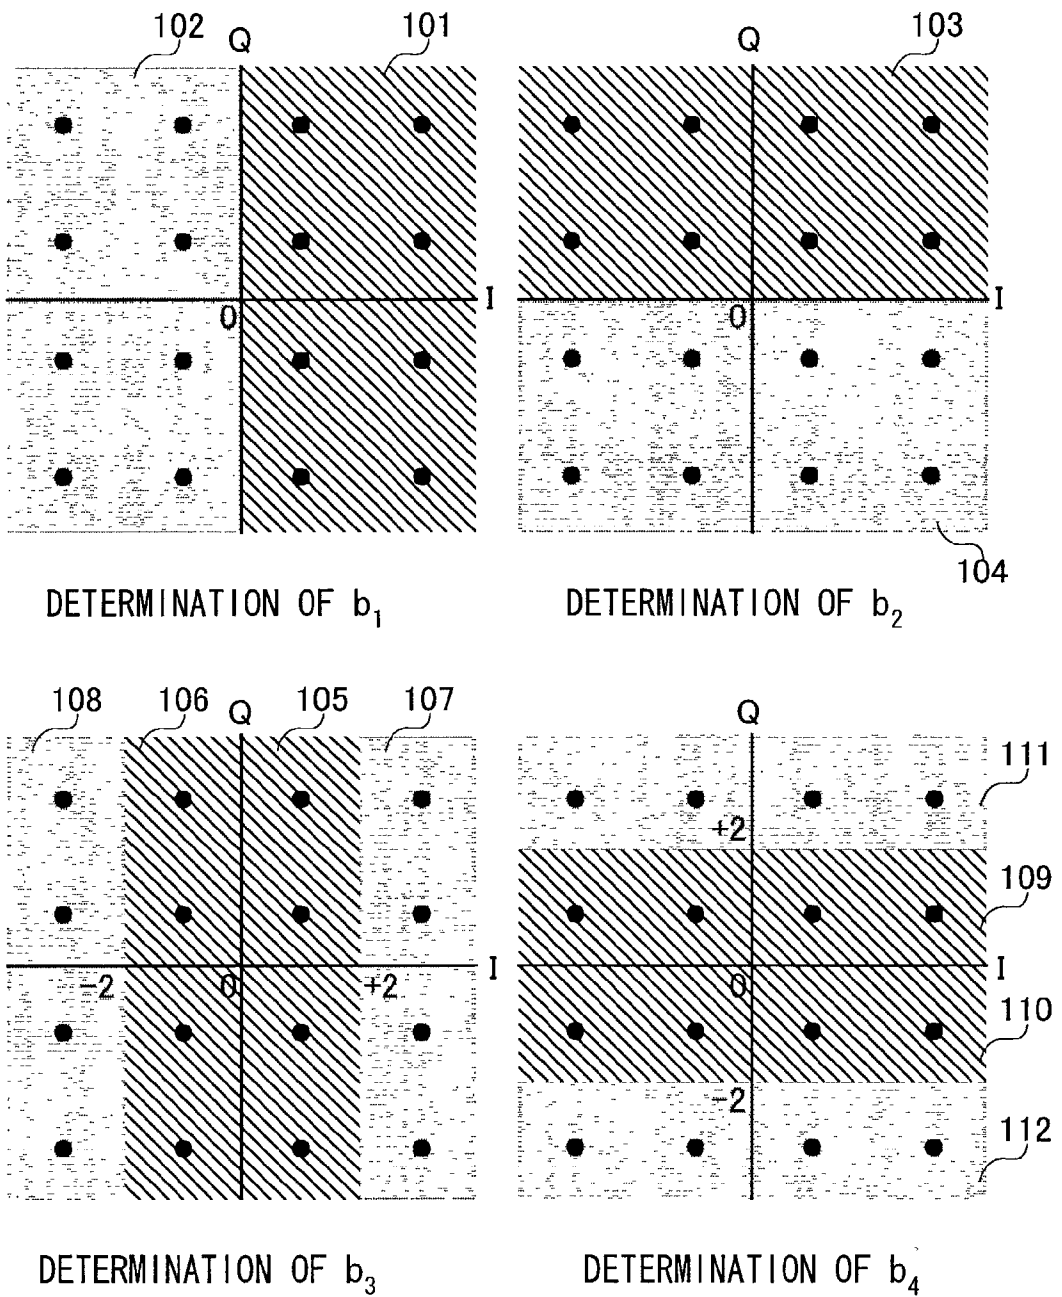 102
101
Q
I
0
DETERMINATION OF b1
Q
103
I
0
104
DETERMINATION OF b2
108
106
Q
105
107
I
-2
0
+2
DETERMINATION OF b3
Q
111
+2
109
I
0
110
-2
112
DETERMINATION OF b4